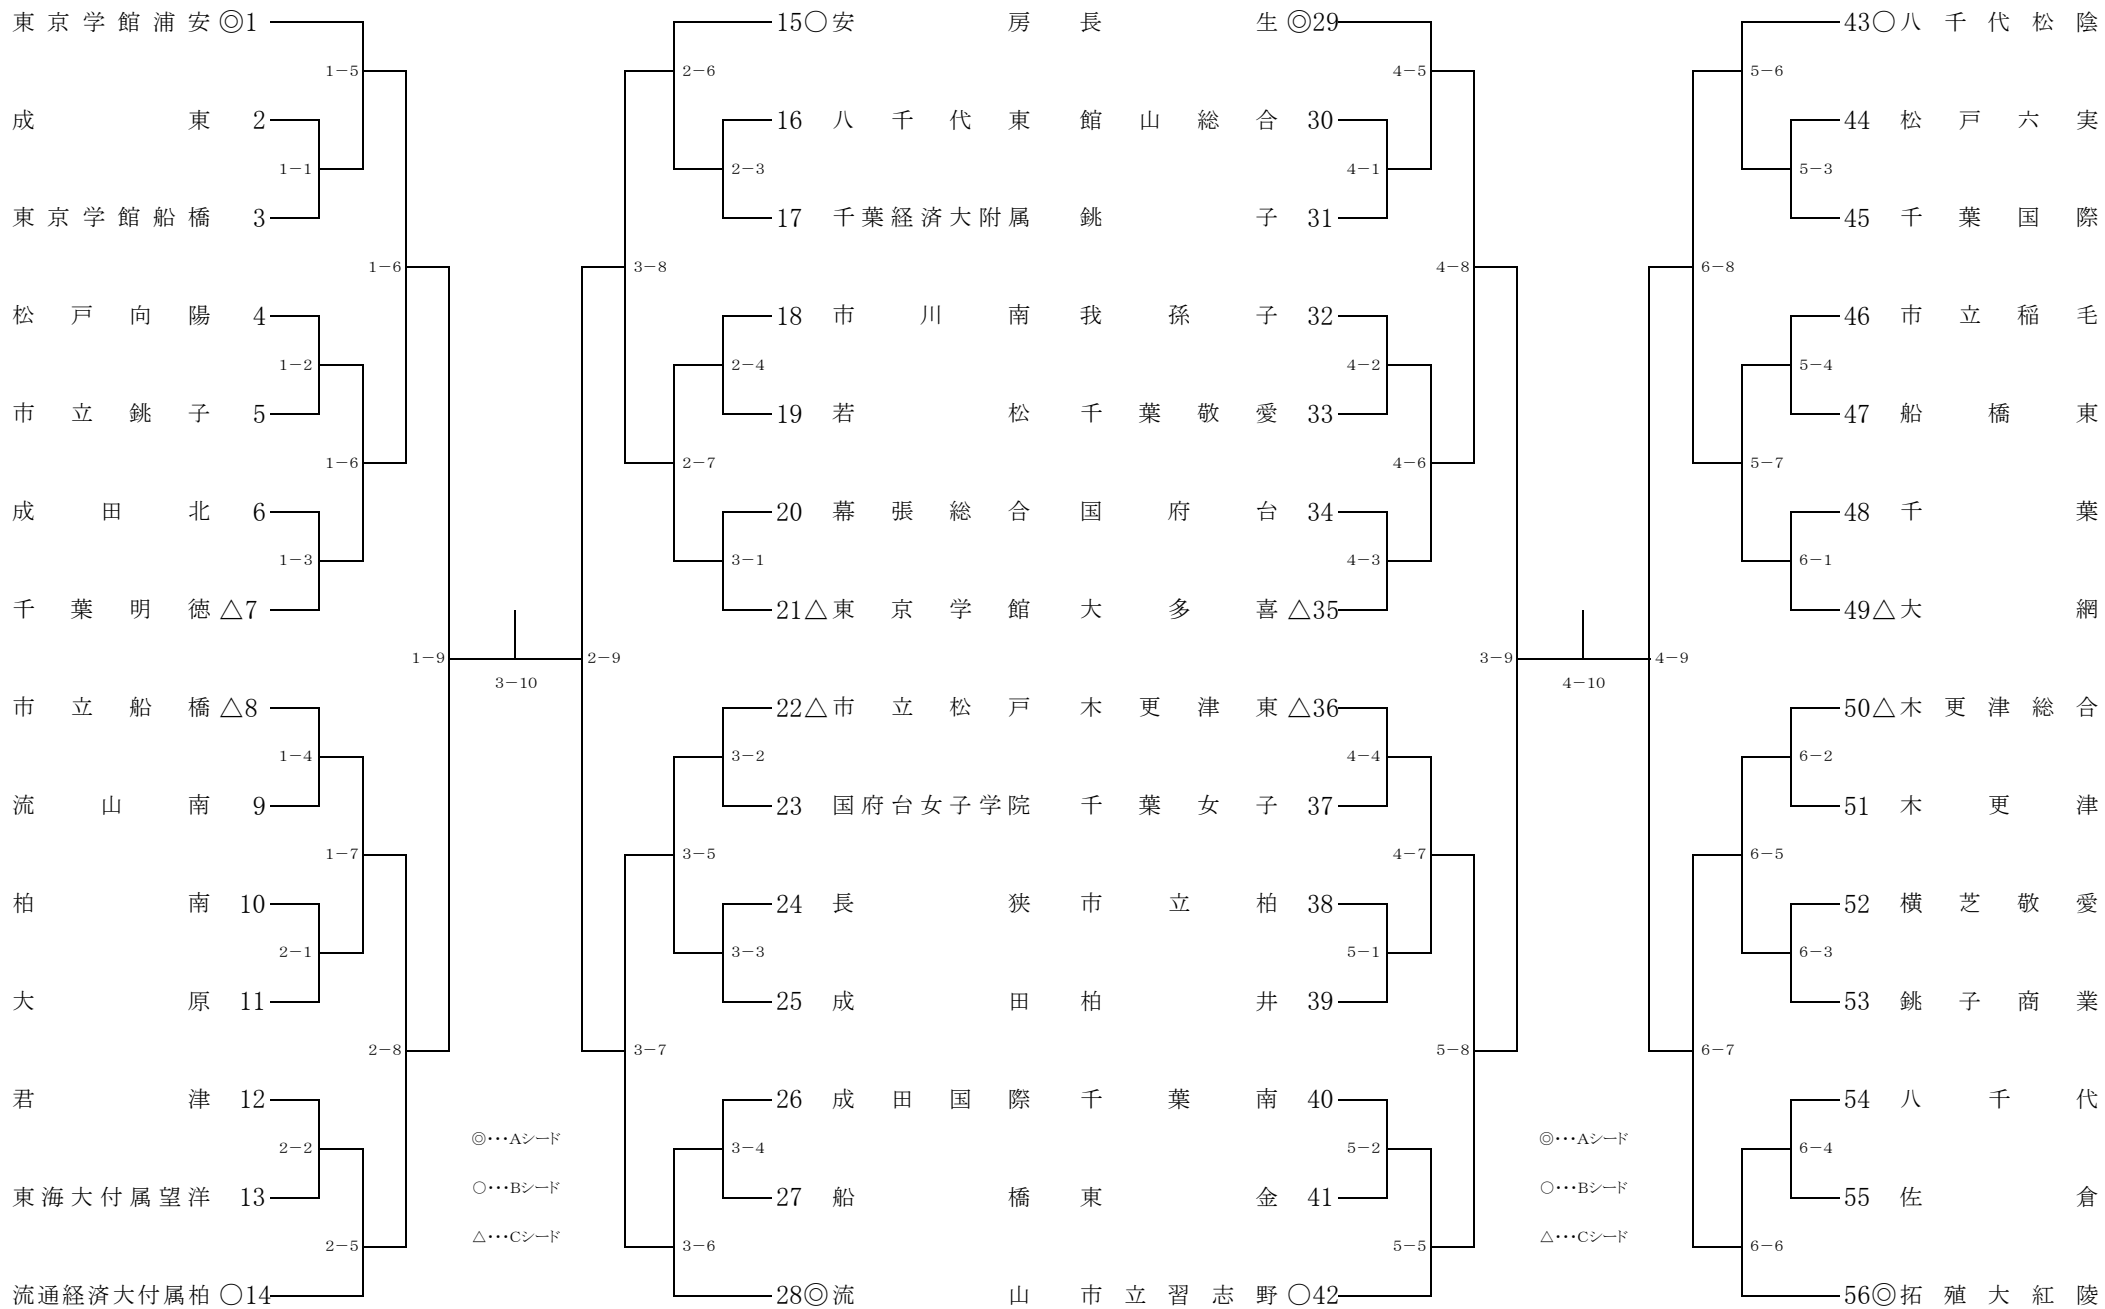 東京学館浦安 ◎1
1－5
成東 2
1－1
東京学館船橋 3
1－6
松戸向陽 4
1－2
市立銚子 5
1－6
成田北 6
1－3
千葉明徳 △7
1－9
市立船橋 △8
1－4
流山南 9
1－7
柏南 10
2－1
大原 11
2－8
君津 12
2－2
東海大付属望洋 13
2－5
流通経済大付属柏 ○14
3－10
◎･･･Aシード
○･･･Bシード
△･･･Cシード
15○ 安房
2－6
16 八千代東
2－3
17 千葉経済大附属
3－8
18 市川南
2－4
19 若松
2－7
20 幕張総合
3－1
21△ 東京学館
2－9
22△ 市立松戸
3－2
23 国府台女子学院
3－5
24 長狭
3－3
25 成田
3－7
26 成田国際
3－4
27 船橋
3－6
28◎ 流山
長生 ◎29
4－5
館山総合 30
4－1
銚子 31
4－8
我孫子 32
4－2
千葉敬愛 33
4－6
国府台 34
4－3
大多喜 △35
3－9
木更津東 △36
4－4
千葉女子 37
4－7
市立柏 38
5－1
柏井 39
5－8
千葉南 40
5－2
東金 41
5－5
市立習志野 ○42
4－10
◎･･･Aシード
○･･･Bシード
△･･･Cシード
43○ 八千代松陰
5－6
44 松戸六実
5－3
45 千葉国際
6－8
46 市立稲毛
5－4
47 船橋東
5－7
48 千葉
6－1
49△ 大網
4－9
50△ 木更津総合
6－2
51 木更津
6－5
52 横芝敬愛
6－3
53 銚子商業
6－7
54 八千代
6－4
55 佐倉
6－6
56◎ 拓殖大紅陵